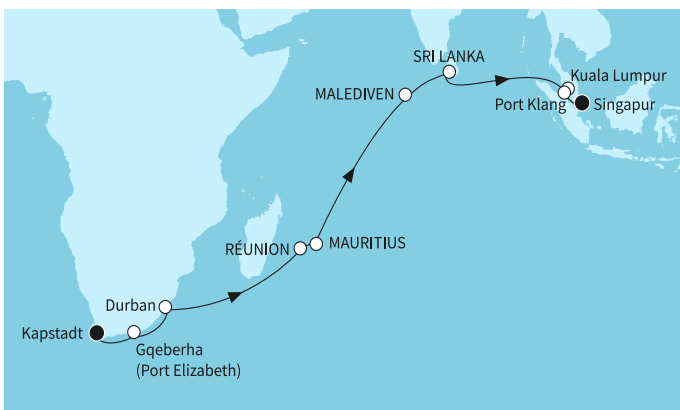 SRI LANKA
Kuala Lumpur
MALEDIVEN
Port Klang
Singapur
RÉUNION
MAURITIUS
Durban
Kapstadt
Gqeberha
(Port Elizabeth)